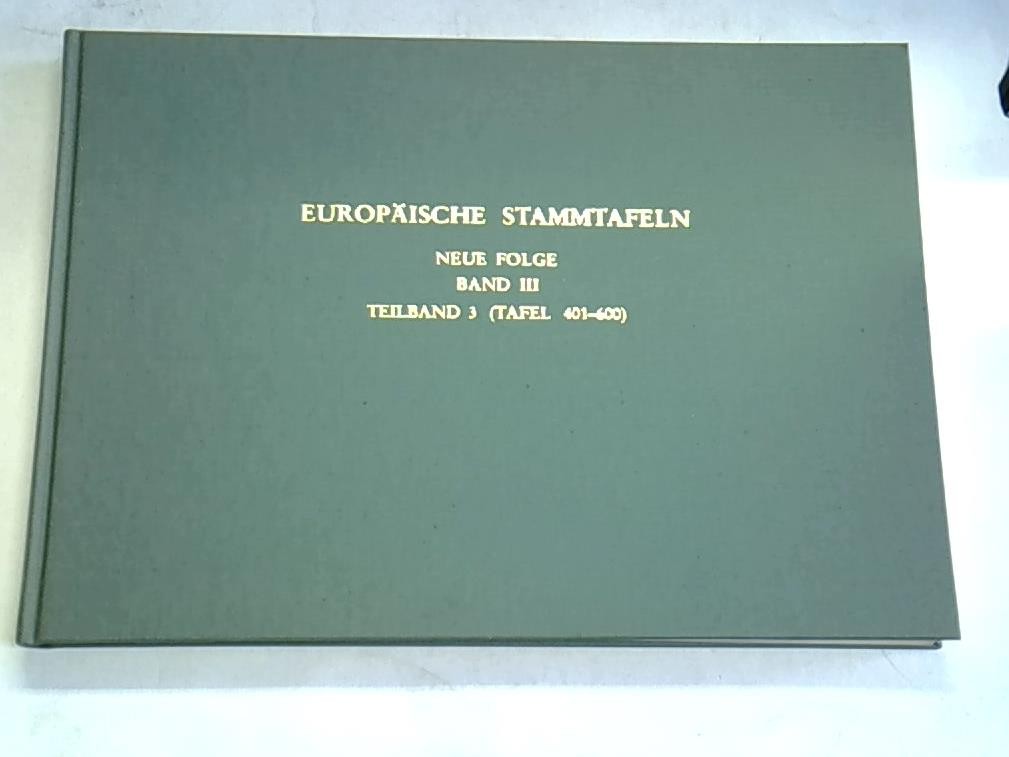 EUROPÄISCHE STAMMTAFELN
NEUE FOLGE
BAND III
TEILBAND 3 (TAFEL 401–600)